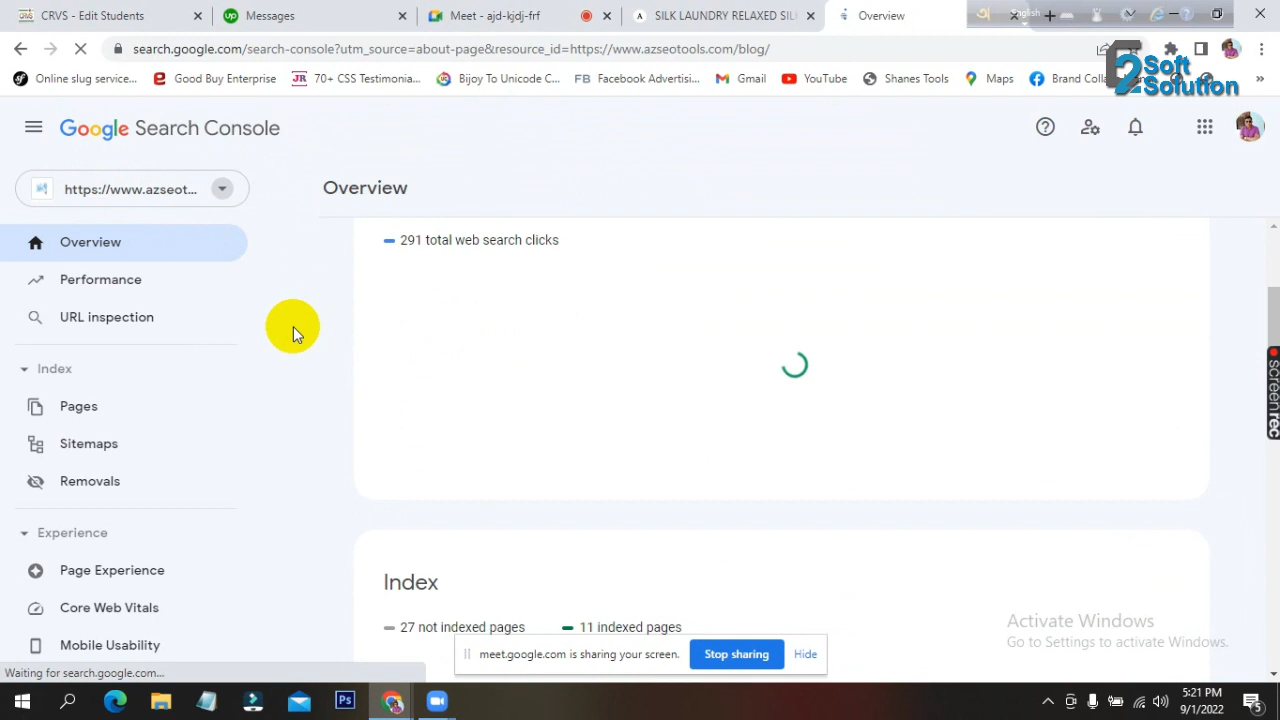 CRVS - Edit Students
Messages
Meet - ajd-kjdj-frf
SILK LAUNDRY RELAXED SILK
Overview
English
search.google.com/search-console?utm_source=about-page&resource_id=https://www.azseotools.com/blog/
Online slug service...
Good Buy Enterprise
70+ CSS Testimonia...
Bijoy To Unicode C...
FB Facebook Advertisi...
Gmail
YouTube
Shanes Tools
Maps
Brand Colla
Soft
Solution
Google Search Console
https://www.azseot...
Overview
Overview
Performance
URL inspection
Index
Pages
Sitemaps
Removals
Experience
Page Experience
Core Web Vitals
Mobile Usability
291 total web search clicks
Index
27 not indexed pages
11 indexed pages
meet.google.com is sharing your screen.
Stop sharing
Hide
Activate Windows
Go to Settings to activate Windows.
screenrec
Waiting for search.google.com...
5:21 PM
9/1/2022
5